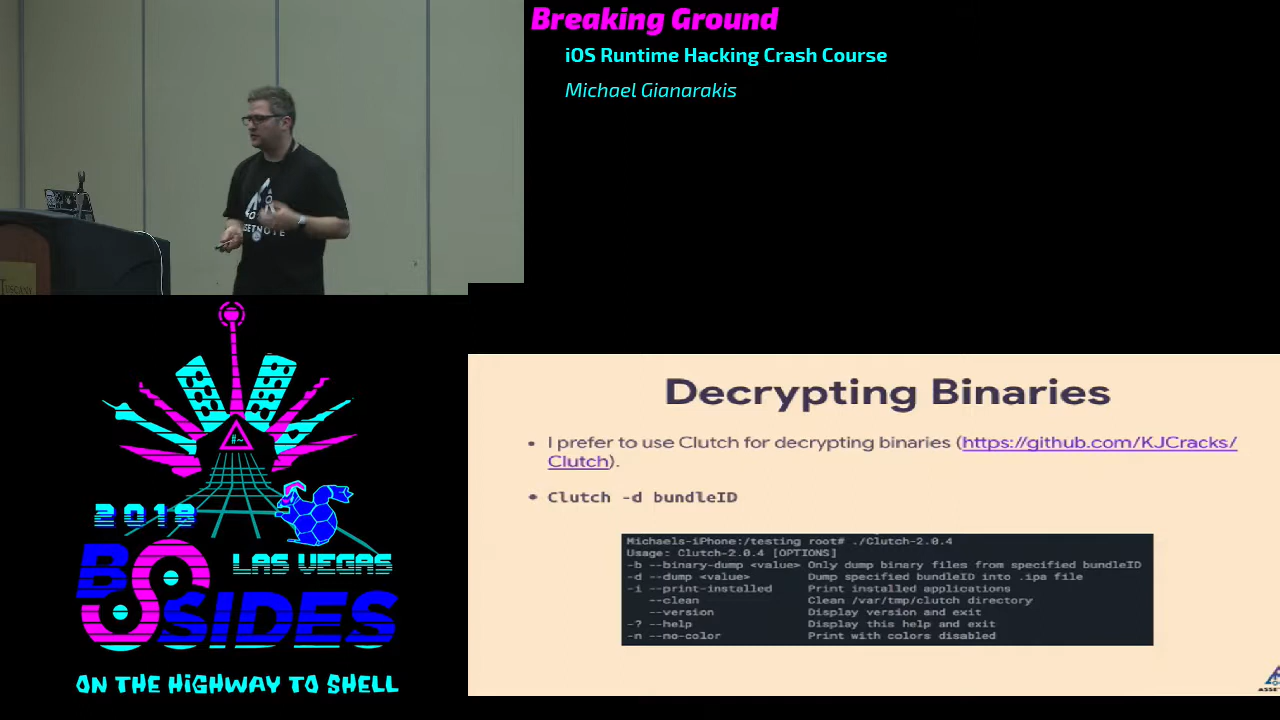 Breaking Ground
iOS Runtime Hacking Crash Course
Michael Gianarakis
#~
2019
BSIDES
LAS VEGAS
ON THE HIGHWAY TO SHELL
Decrypting Binaries
• I prefer to use Clutch for decrypting binaries (https://github.com/KJCracks/
Clutch).
• Clutch -d bundleID
Michaels-iPhone:/testing root# ./Clutch-2.0.4
Usage: Clutch-2.0.4 [OPTIONS]
-b --binary-dump <value> Only dump binary files from specified bundleID
-d --dump <value> Dump specified bundleID into .ipa file
-i --print-installed Print installed applications
--clean Clean /var/tmp/clutch directory
--version Display version and exit
-? --help Display this help and exit
-n --no-color Print with colors disabled